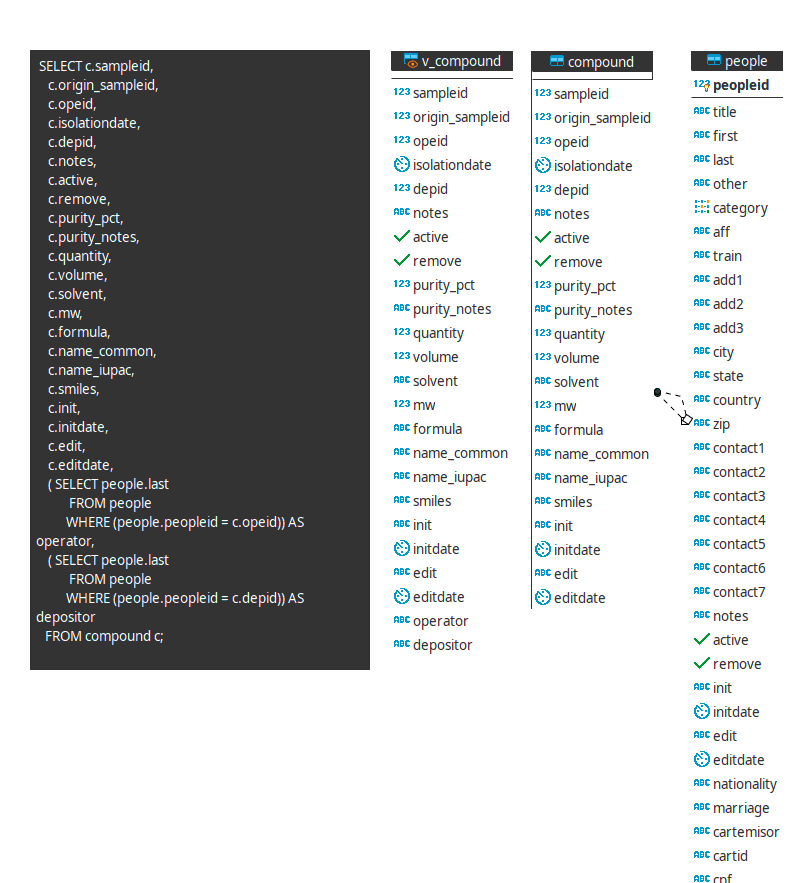 SELECT c.sampleid,
c.origin_sampleid,
c.opeid,
c.isolationdate,
c.depid,
c.notes,
c.active,
c.remove,
c.purity_pct,
c.purity_notes,
c.quantity,
c.volume,
c.solvent,
c.mw,
c.formula,
c.name_common,
c.name_iupac,
c.smiles,
c.init,
c.initdate,
c.edit,
c.editdate,
( SELECT people.last
FROM people
WHERE (people.peopleid = c.opeid)) AS
operator,
( SELECT people.last
FROM people
WHERE (people.peopleid = c.depid)) AS
depositor
FROM compound c;
v_compound
123 sampleid
123 origin_sampleid
123 opeid
isolationdate
123 depid
ABC notes
active
remove
123 purity_pct
ABC purity_notes
123 quantity
123 volume
ABC solvent
123 mw
ABC formula
ABC name_common
ABC name_iupac
ABC smiles
ABC init
initdate
ABC edit
editdate
ABC operator
ABC depositor
compound
123 sampleid
123 origin_sampleid
123 opeid
isolationdate
123 depid
ABC notes
active
remove
123 purity_pct
ABC purity_notes
123 quantity
123 volume
ABC solvent
123 mw
ABC formula
ABC name_common
ABC name_iupac
ABC smiles
ABC init
initdate
ABC edit
editdate
people
123 peopleid
ABC title
ABC first
ABC last
ABC other
category
ABC aff
ABC train
ABC add1
ABC add2
ABC add3
ABC city
ABC state
ABC country
ABC zip
ABC contact1
ABC contact2
ABC contact3
ABC contact4
ABC contact5
ABC contact6
ABC contact7
ABC notes
active
remove
ABC init
initdate
ABC edit
editdate
ABC nationality
ABC marriage
ABC cartemisor
ABC cartid
ABC cpf